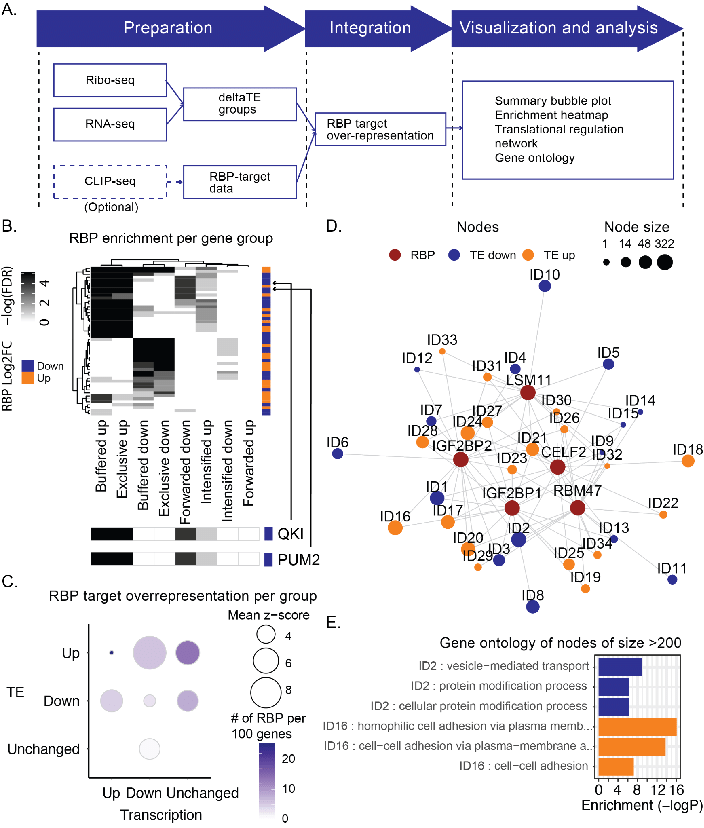 A.
Preparation
Integration
Visualization and analysis
Ribo-seq
RNA-seq
CLIP-seq
(Optional)
deltaTE
groups
RBP-target
data
RBP target
over-representation
Summary bubble plot
Enrichment heatmap
Translational regulation
network
Gene ontology
B.
RBP enrichment per gene group
−log(FDR)
0 2 4
RBP Log2FC
Down
Up
Buffered up
Exclusive up
Buffered down
Exclusive down
Forwarded down
Intensified up
Intensified down
Forwarded up
QKI
PUM2
C.
RBP target overrepresentation per group
TE
Up
Down
Unchanged
Up Down Unchanged
Transcription
Mean z−score
4
6
8
# of RBP per
100 genes
20
10
0
D.
Nodes
RBP
TE down
TE up
Node size
1 14 48 322
ID10
ID33
ID12
ID31
ID4
ID5
LSM11
ID7
ID24
ID27
ID30
ID26
ID14
ID15
ID6
ID28
IGF2BP2
ID21
ID23
CELF2
ID9
ID32
ID18
ID1
ID17
IGF2BP1
RBM47
ID16
ID22
ID20
ID2
ID13
ID29
ID3
ID25
ID34
ID8
ID19
ID11
E.
Gene ontology of nodes of size >200
ID2 : vesicle−mediated transport
ID2 : protein modification process
ID2 : cellular protein modification process
ID16 : homophilic cell adhesion via plasma memb...
ID16 : cell−cell adhesion via plasma−membrane a...
ID16 : cell−cell adhesion
0 4 8 12 16
Enrichment (−logP)